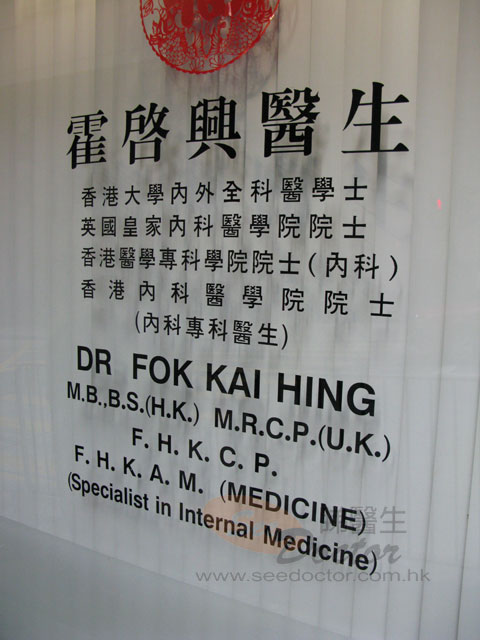 霍啓興醫生
香港大學內外全科醫學士
英國皇家內科醫學院院士
香港醫學專科學院院士(內科)
香港內科醫學院院士
(內科專科醫生)
DR FOK KAI HING
M.B.,B.S.(H.K.) M.R.C.P.(U.K.)
F. H. K. C. P.
F. H. K. A. M. (MEDICINE)
(Specialist in Internal Medicine)
醫生
Doctor
www.seedoctor.com.hk